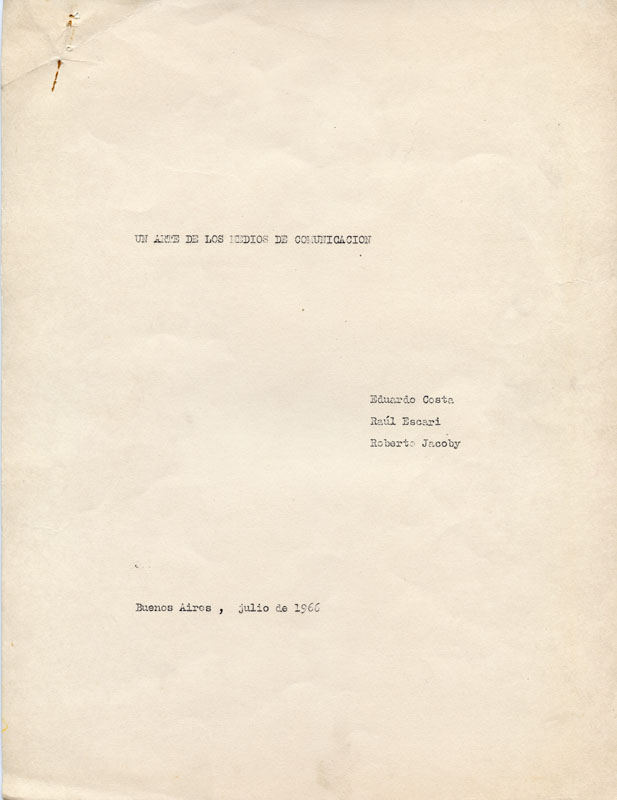 UN ARTE DE LOS MEDIOS DE COMUNICACION
Eduardo Costa
Raúl Escari
Roberto Jacoby
Buenos Aires , julio de 1966